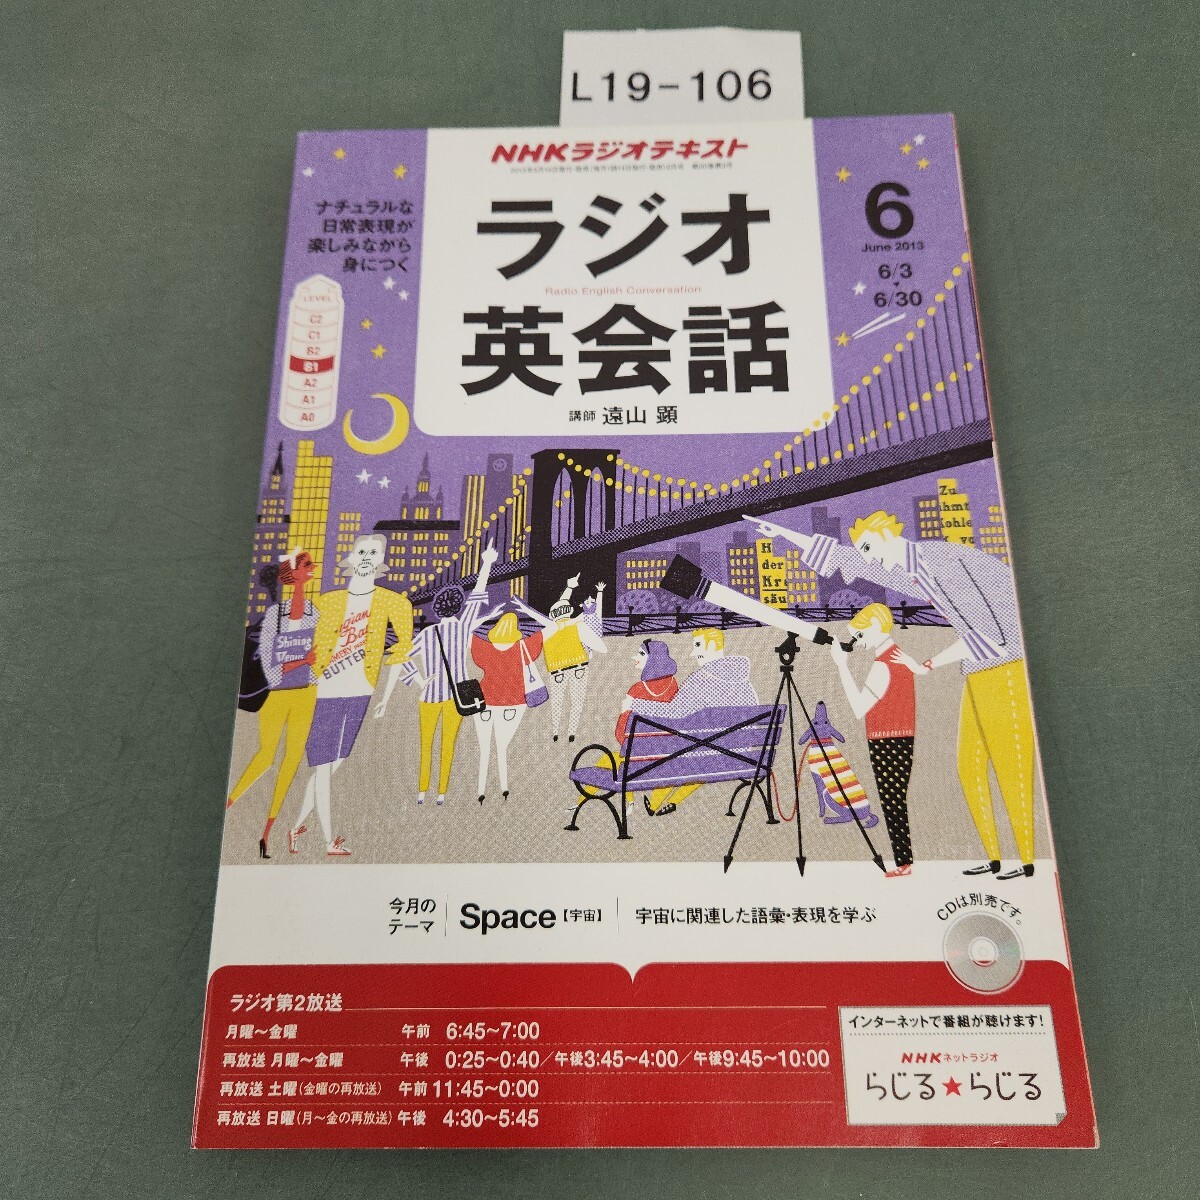 L19-106
NHKラジオテキスト
ラジオ
Radio English Conversation
英会話
講師 遠山 顕
ナチュラルな
日常表現が
楽しみながら
身につく
LEVEL
C2
C1
B2
B1
A2
A1
A0
6
June 2013
6/3
6/30
Zu
ihmt
Kohle
H
der
Kri
säu
Shining
Venus
BUTTER
今月の
テーマ
Space【宇宙】
宇宙に関連した語彙・表現を学ぶ
CDは別売です。
ラジオ第2放送
月曜~金曜 午前 6:45~7:00
再放送 月曜~金曜 午後 0:25~0:40/午後3:45~4:00/午後9:45~10:00
再放送 土曜(金曜の再放送) 午前 11:45~0:00
再放送 日曜(月~金の再放送) 午後 4:30~5:45
インターネットで番組が聴けます!
NHKネットラジオ
らじる★らじる